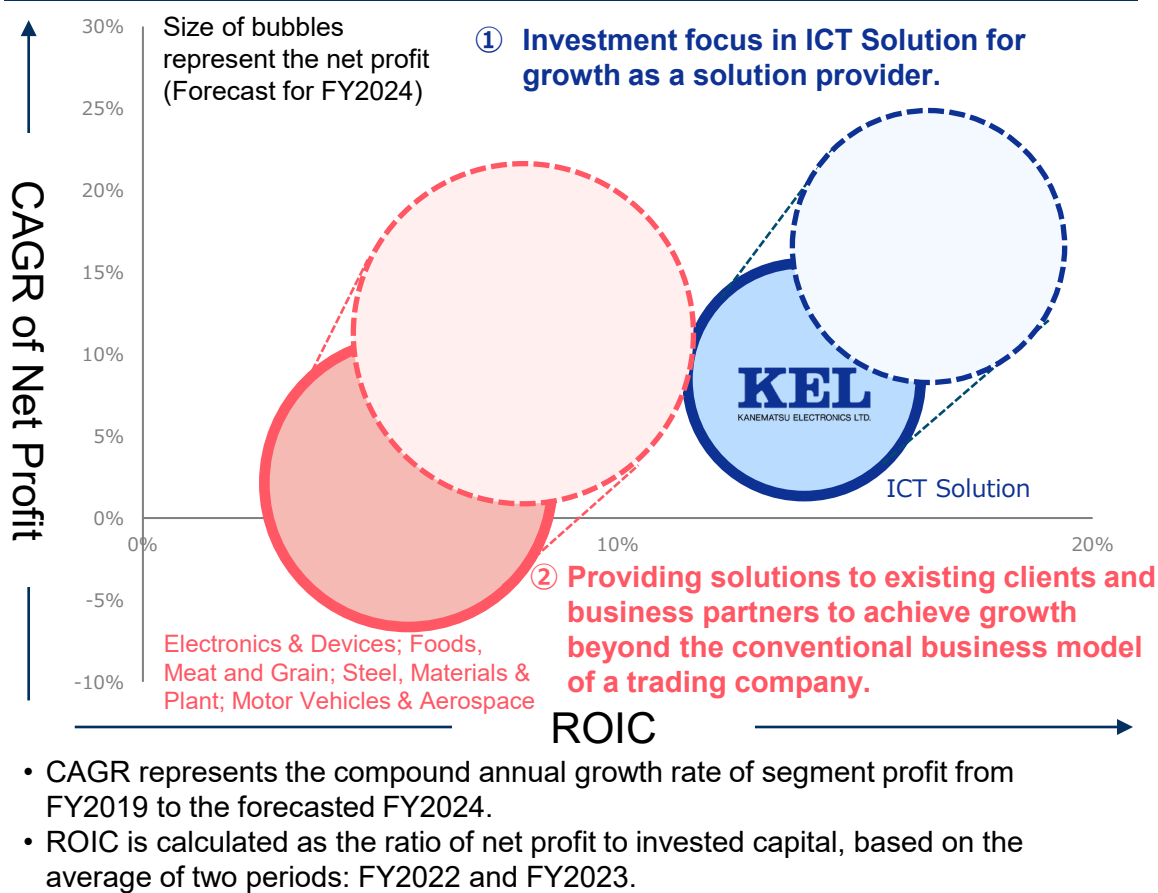 30%
25%
20%
15%
10%
5%
0%
-5%
-10%
CAGR of Net Profit
Size of bubbles
represent the net profit
(Forecast for FY2024)
① Investment focus in ICT Solution for
growth as a solution provider.
KEL
KANEMATSU ELECTRONICS LTD.
ICT Solution
0%
10%
20%
② Providing solutions to existing clients and
business partners to achieve growth
beyond the conventional business model
of a trading company.
Electronics & Devices; Foods,
Meat and Grain; Steel, Materials &
Plant; Motor Vehicles & Aerospace
ROIC
• CAGR represents the compound annual growth rate of segment profit from
FY2019 to the forecasted FY2024.
• ROIC is calculated as the ratio of net profit to invested capital, based on the
average of two periods: FY2022 and FY2023.